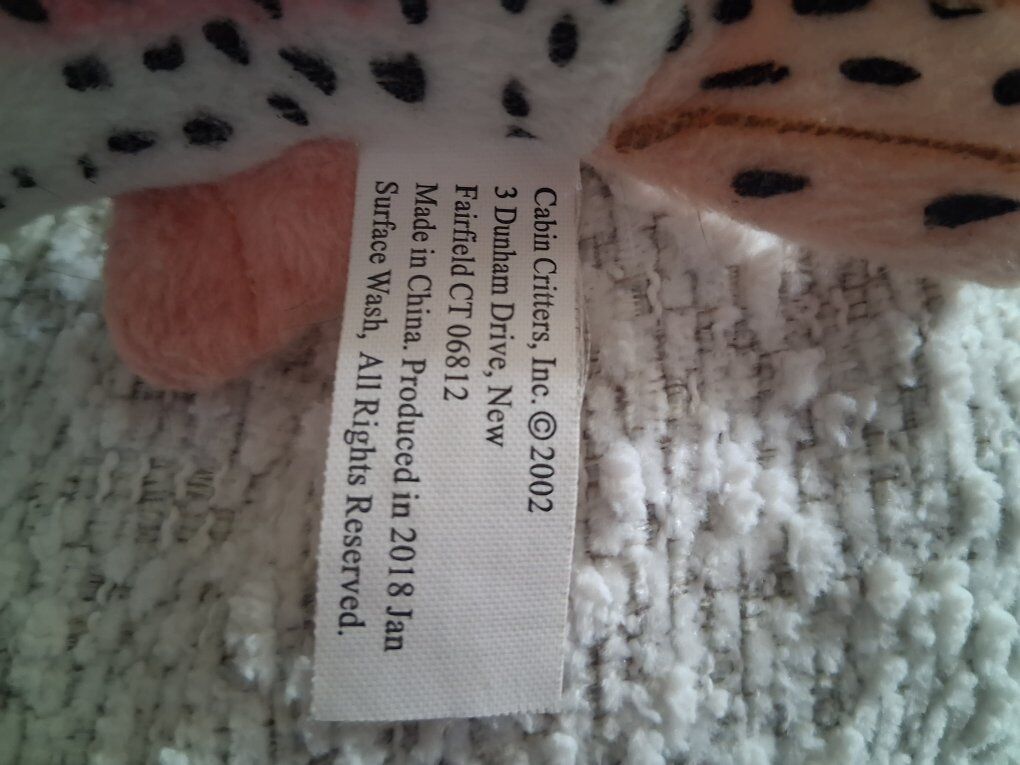 Cabin Critters, Inc. ©2002
3 Dunham Drive, New
Fairfield CT 06812
Made in China. Produced in 2018 Jan
Surface Wash, All Rights Reserved.